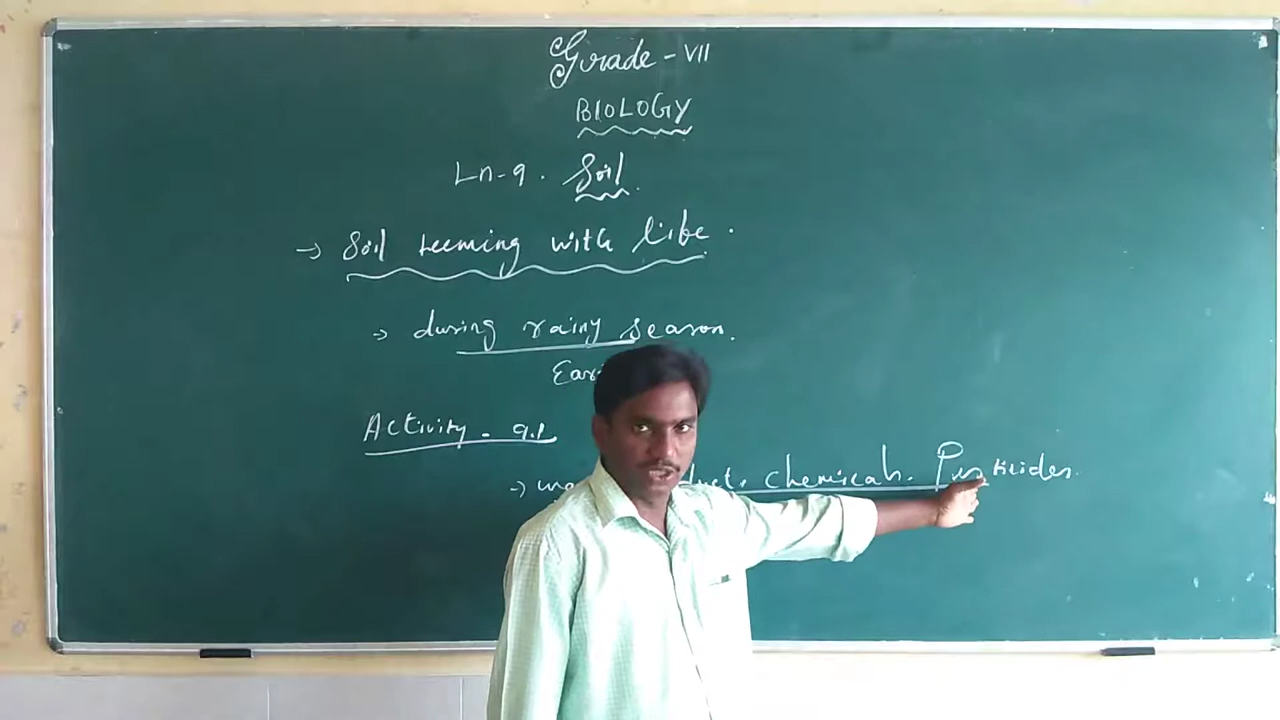 Grade - VII
BIOLOGY
Ln-9. Soil.
→ Soil teeming with life.
→ during rainy season.
Activity - 9.1
→ chemicals. Pesticides.